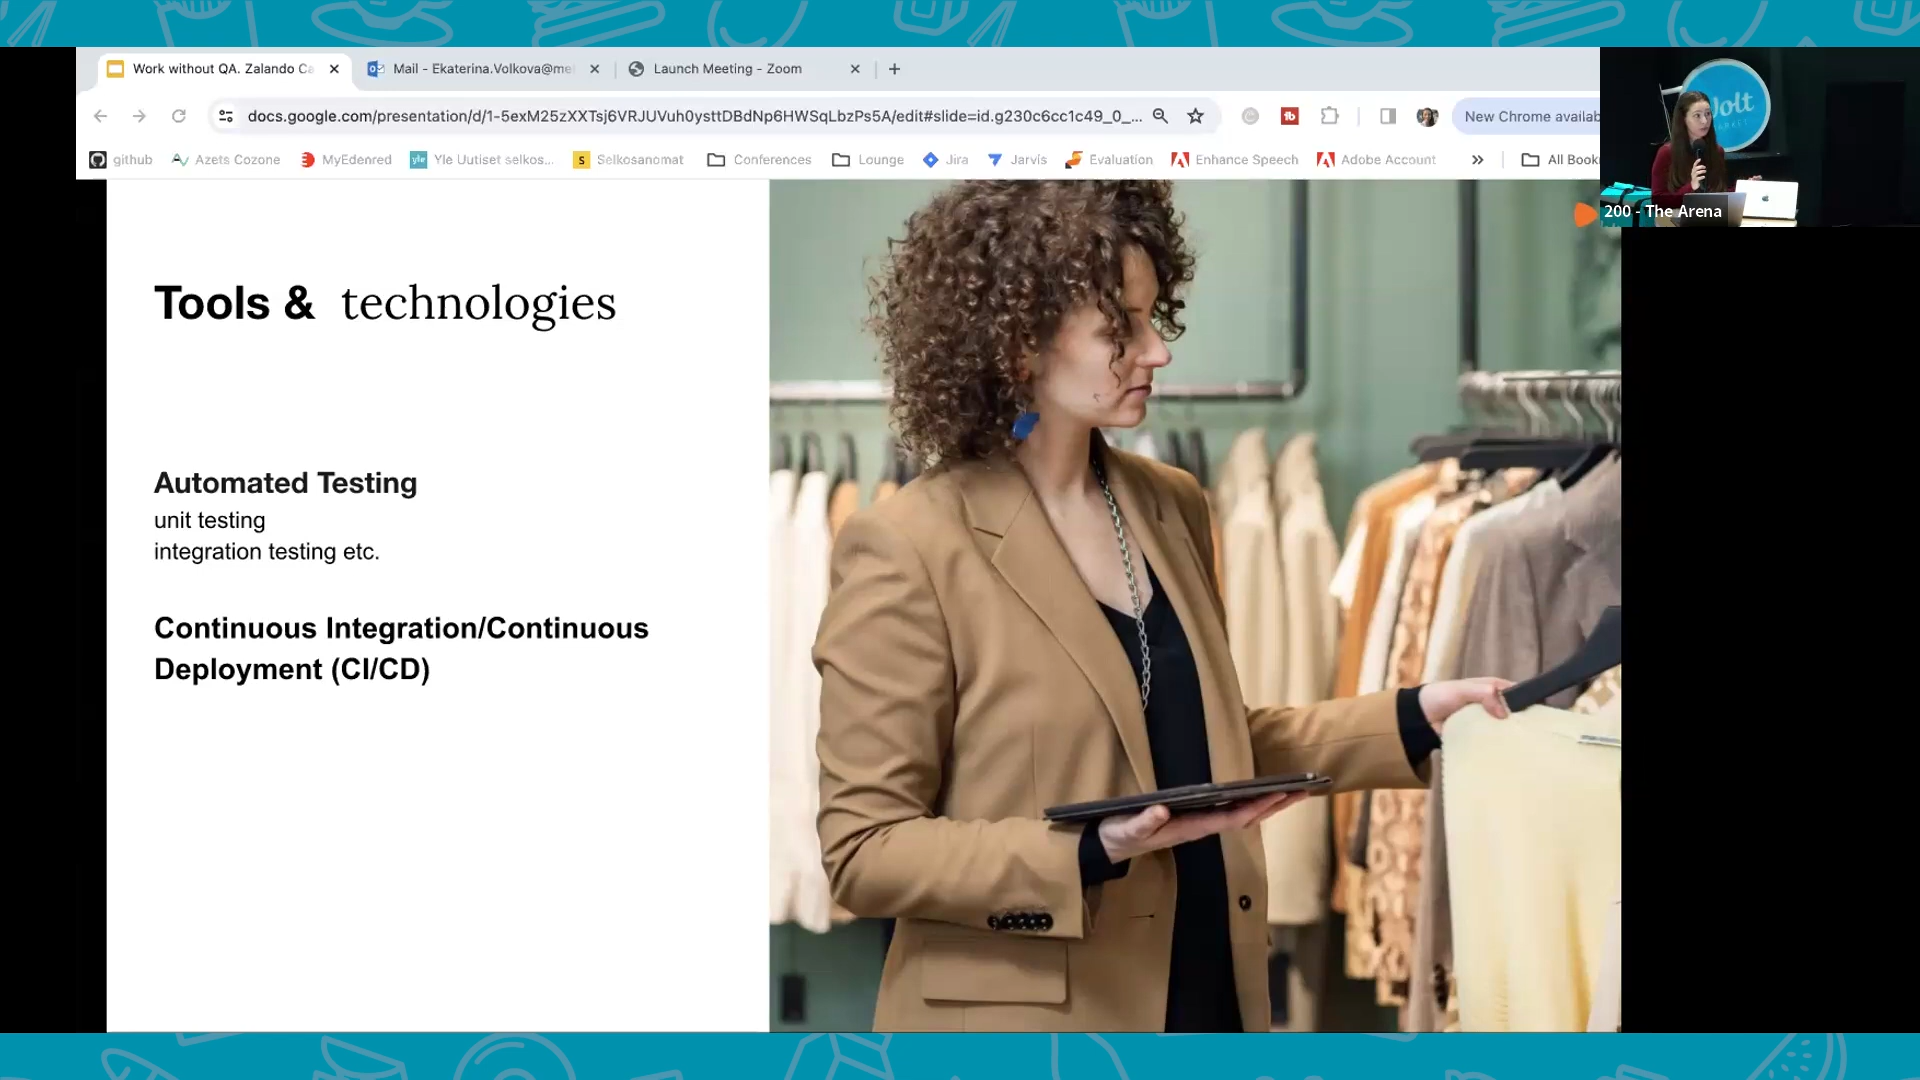 Work without QA. Zalando Ca
Mail - Ekaterina.Volkova@me
Launch Meeting - Zoom
docs.google.com/presentation/d/1-5exM25zXXTsj6VRJUVuh0ysttDBdNp6HWSqLbzPs5A/edit#slide=id.g230c6cc1c49_0_...
New Chrome availab
github
Azets Cozone
MyEdenred
yle
Yle Uutiset selkos...
S
Selkosanomat
Conferences
Lounge
Jira
Jarvis
Evaluation
Enhance Speech
Adobe Account
All Book
Wolt
200 - The Arena
Tools & technologies
Automated Testing
unit testing
integration testing etc.
Continuous Integration/Continuous
Deployment (CI/CD)